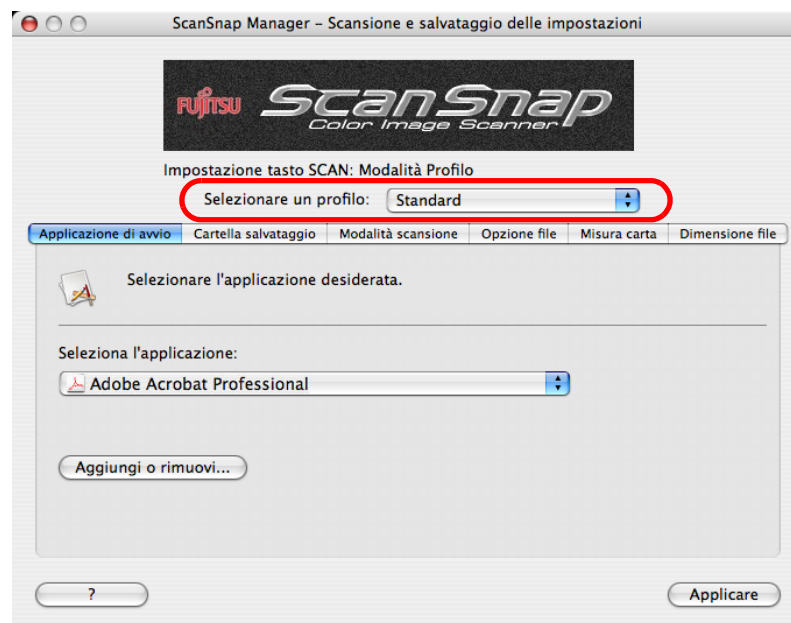 ScanSnap Manager – Scansione e salvataggio delle impostazioni
FUJITSU ScanSnap
Color Image Scanner
Impostazione tasto SCAN: Modalità Profilo
Selezionare un profilo: Standard
Applicazione di avvio Cartella salvataggio Modalità scansione Opzione file Misura carta Dimensione file
Selezionare l'applicazione desiderata.
Seleziona l'applicazione:
Adobe Acrobat Professional
Aggiungi o rimuovi...
? Applicare